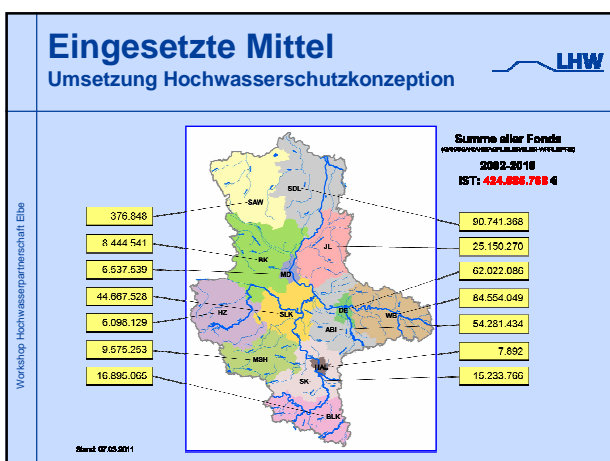 Eingesetzte Mittel
Umsetzung Hochwasserschutzkonzeption
LHW
Workshop Hochwasserpartnerschaft Elbe
Summe aller Fonds
2002-2010
IST: €
376.848
8.444.541
6.537.539
44.667.528
6.098.129
9.575.253
16.895.065
SAW
SDL
BK
JL
MD
HZ
SLK
DE
WB
ABI
MSH
HAL
SK
BLK
90.741.368
25.150.270
62.022.086
84.554.049
54.281.434
7.892
15.233.766
Stand: 07.03.2011